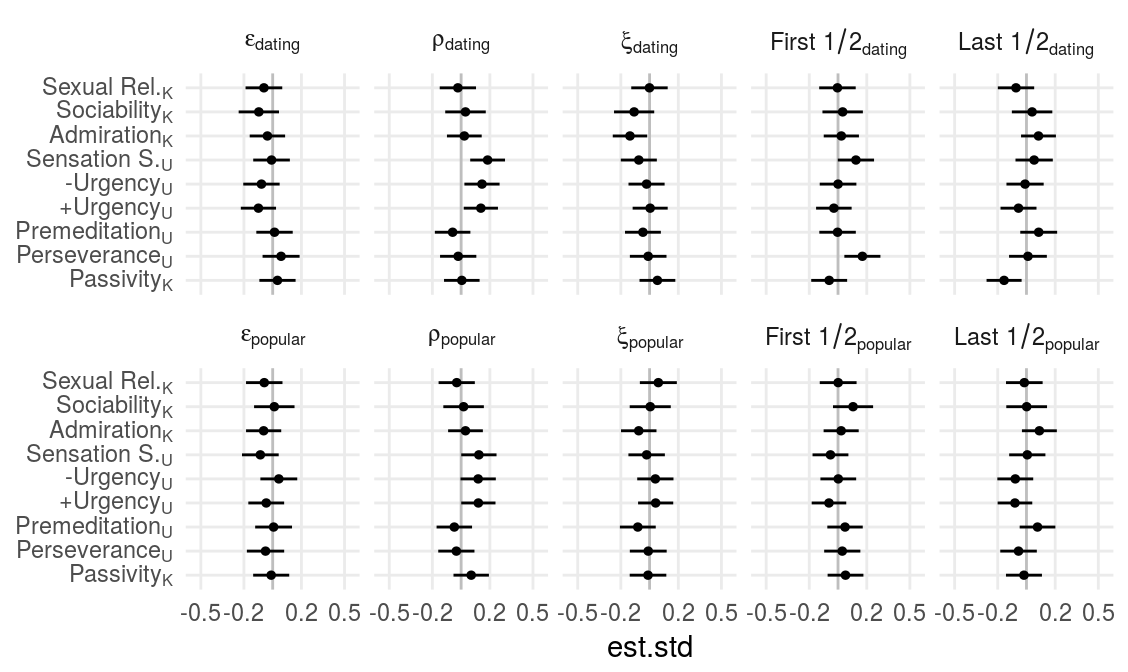 εdating ρdating ξdating First 1/2dating Last 1/2dating
Sexual Rel.K
SociabilityK
AdmirationK
Sensation S.U
-UrgencyU
+UrgencyU
PremeditationU
PerseveranceU
PassivityK
εpopular ρpopular ξpopular First 1/2popular Last 1/2popular
Sexual Rel.K
SociabilityK
AdmirationK
Sensation S.U
-UrgencyU
+UrgencyU
PremeditationU
PerseveranceU
PassivityK
-0.5 -0.2 0.2 0.5 -0.5 -0.2 0.2 0.5 -0.5 -0.2 0.2 0.5 -0.5 -0.2 0.2 0.5 -0.5 -0.2 0.2 0.5
est.std